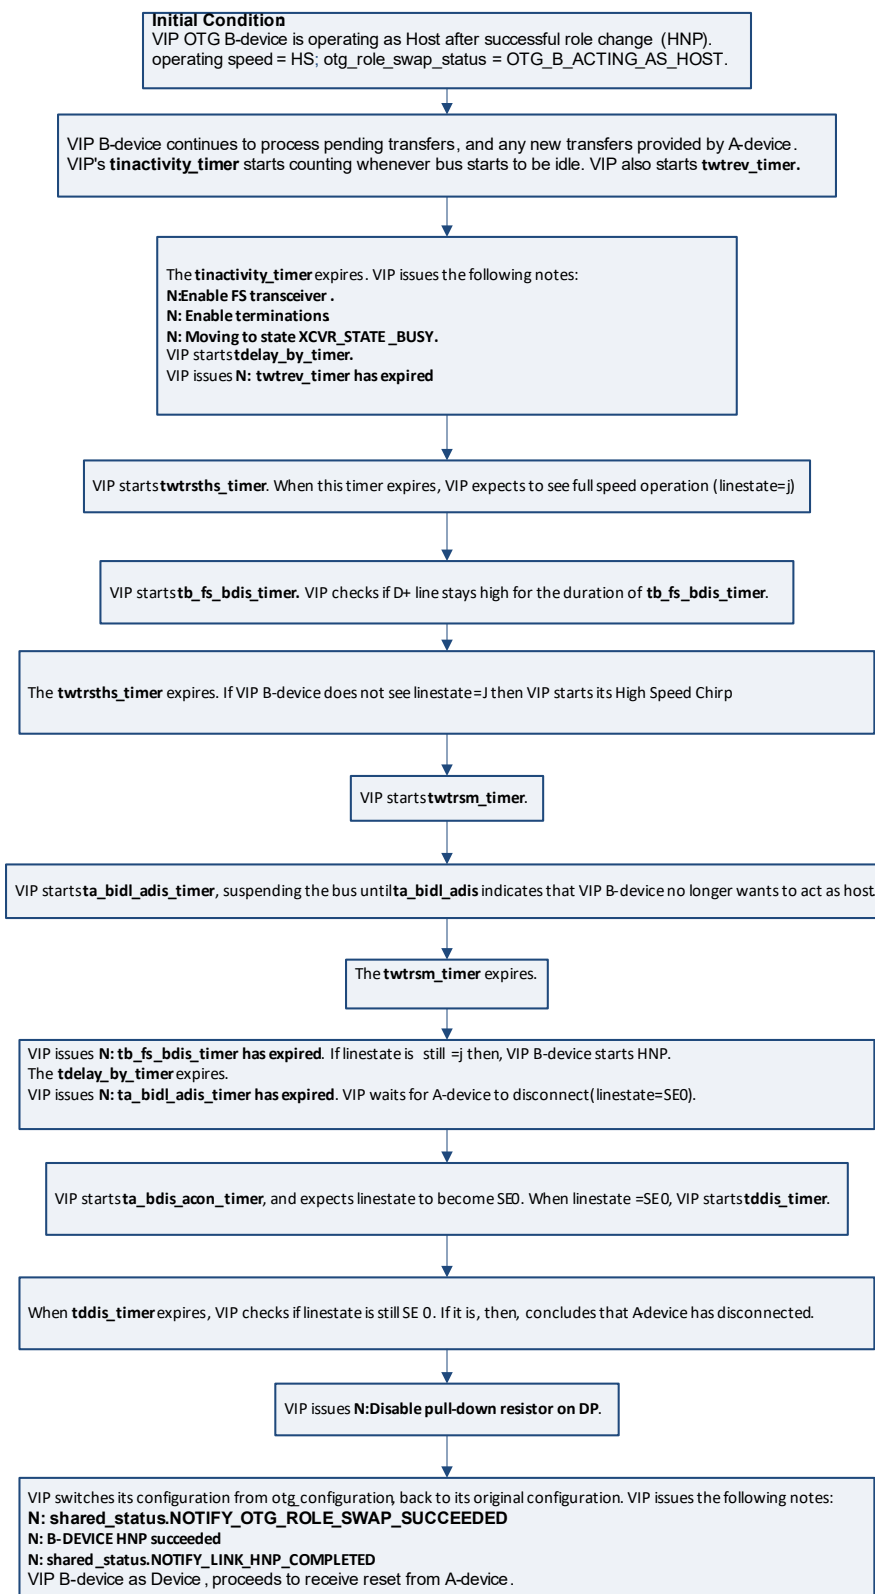 Initial Condition:
VIP OTG B-device is operating as Host after successful role change (HNP).
operating speed = HS; otg_role_swap_status = OTG_B_ACTING_AS_HOST.
VIP B-device continues to process pending transfers, and any new transfers provided by A-device.
VIP's tinactivity_timer starts counting whenever bus starts to be idle. VIP also starts twtrev_timer.
The tinactivity_timer expires. VIP issues the following notes:
N:Enable FS transceiver.
N: Enable terminations
N: Moving to state XCVR_STATE_BUSY.
VIP starts tdelay_by_timer.
VIP issues N: twtrev_timer has expired
VIP starts twtrsths_timer. When this timer expires, VIP expects to see full speed operation (linestate=j)
VIP starts tb_fs_bdis_timer. VIP checks if D+ line stays high for the duration of tb_fs_bdis_timer.
The twtrsths_timer expires. If VIP B-device does not see linestate=J then VIP starts its High Speed Chirp
VIP starts twtrsm_timer.
VIP starts ta_bidl_adis_timer, suspending the bus until ta_bidl_adis indicates that VIP B-device no longer wants to act as host.
The twtrsm_timer expires.
VIP issues N: tb_fs_bdis_timer has expired. If linestate is still =j then, VIP B-device starts HNP.
The tdelay_by_timer expires.
VIP issues N: ta_bidl_adis_timer has expired. VIP waits for A-device to disconnect(linestate=SE0).
VIP starts ta_bdis_acon_timer, and expects linestate to become SE0. When linestate =SE0, VIP starts tddis_timer.
When tddis_timer expires, VIP checks if linestate is still SE 0. If it is, then, concludes that A-device has disconnected.
VIP issues N:Disable pull-down resistor on DP.
VIP switches its configuration from otg_configuration, back to its original configuration. VIP issues the following notes:
N: shared_status.NOTIFY_OTG_ROLE_SWAP_SUCCEEDED
N: B-DEVICE HNP succeeded
N: shared_status.NOTIFY_LINK_HNP_COMPLETED
VIP B-device as Device, proceeds to receive reset from A-device.